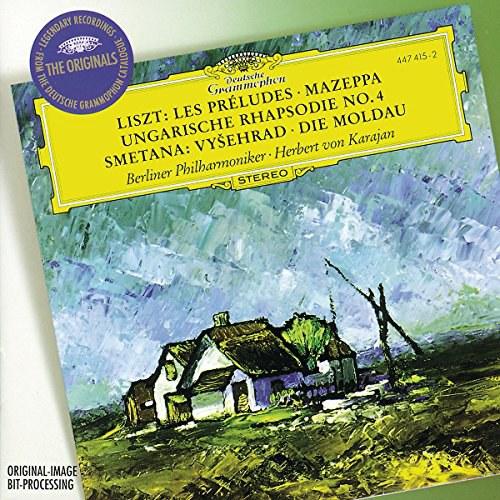 LEGENDARY RECORDINGS
FROM THE DEUTSCHE GRAMMOPHON CATALOGUE
THE ORIGINALS
Deutsche
Grammophon
447 415-2
LISZT: LES PRÉLUDES · MAZEPPA
UNGARISCHE RHAPSODIE NO. 4
SMETANA: VYŠEHRAD · DIE MOLDAU
Berliner Philharmoniker · Herbert von Karajan
STEREO
ORIGINAL-IMAGE
BIT-PROCESSING